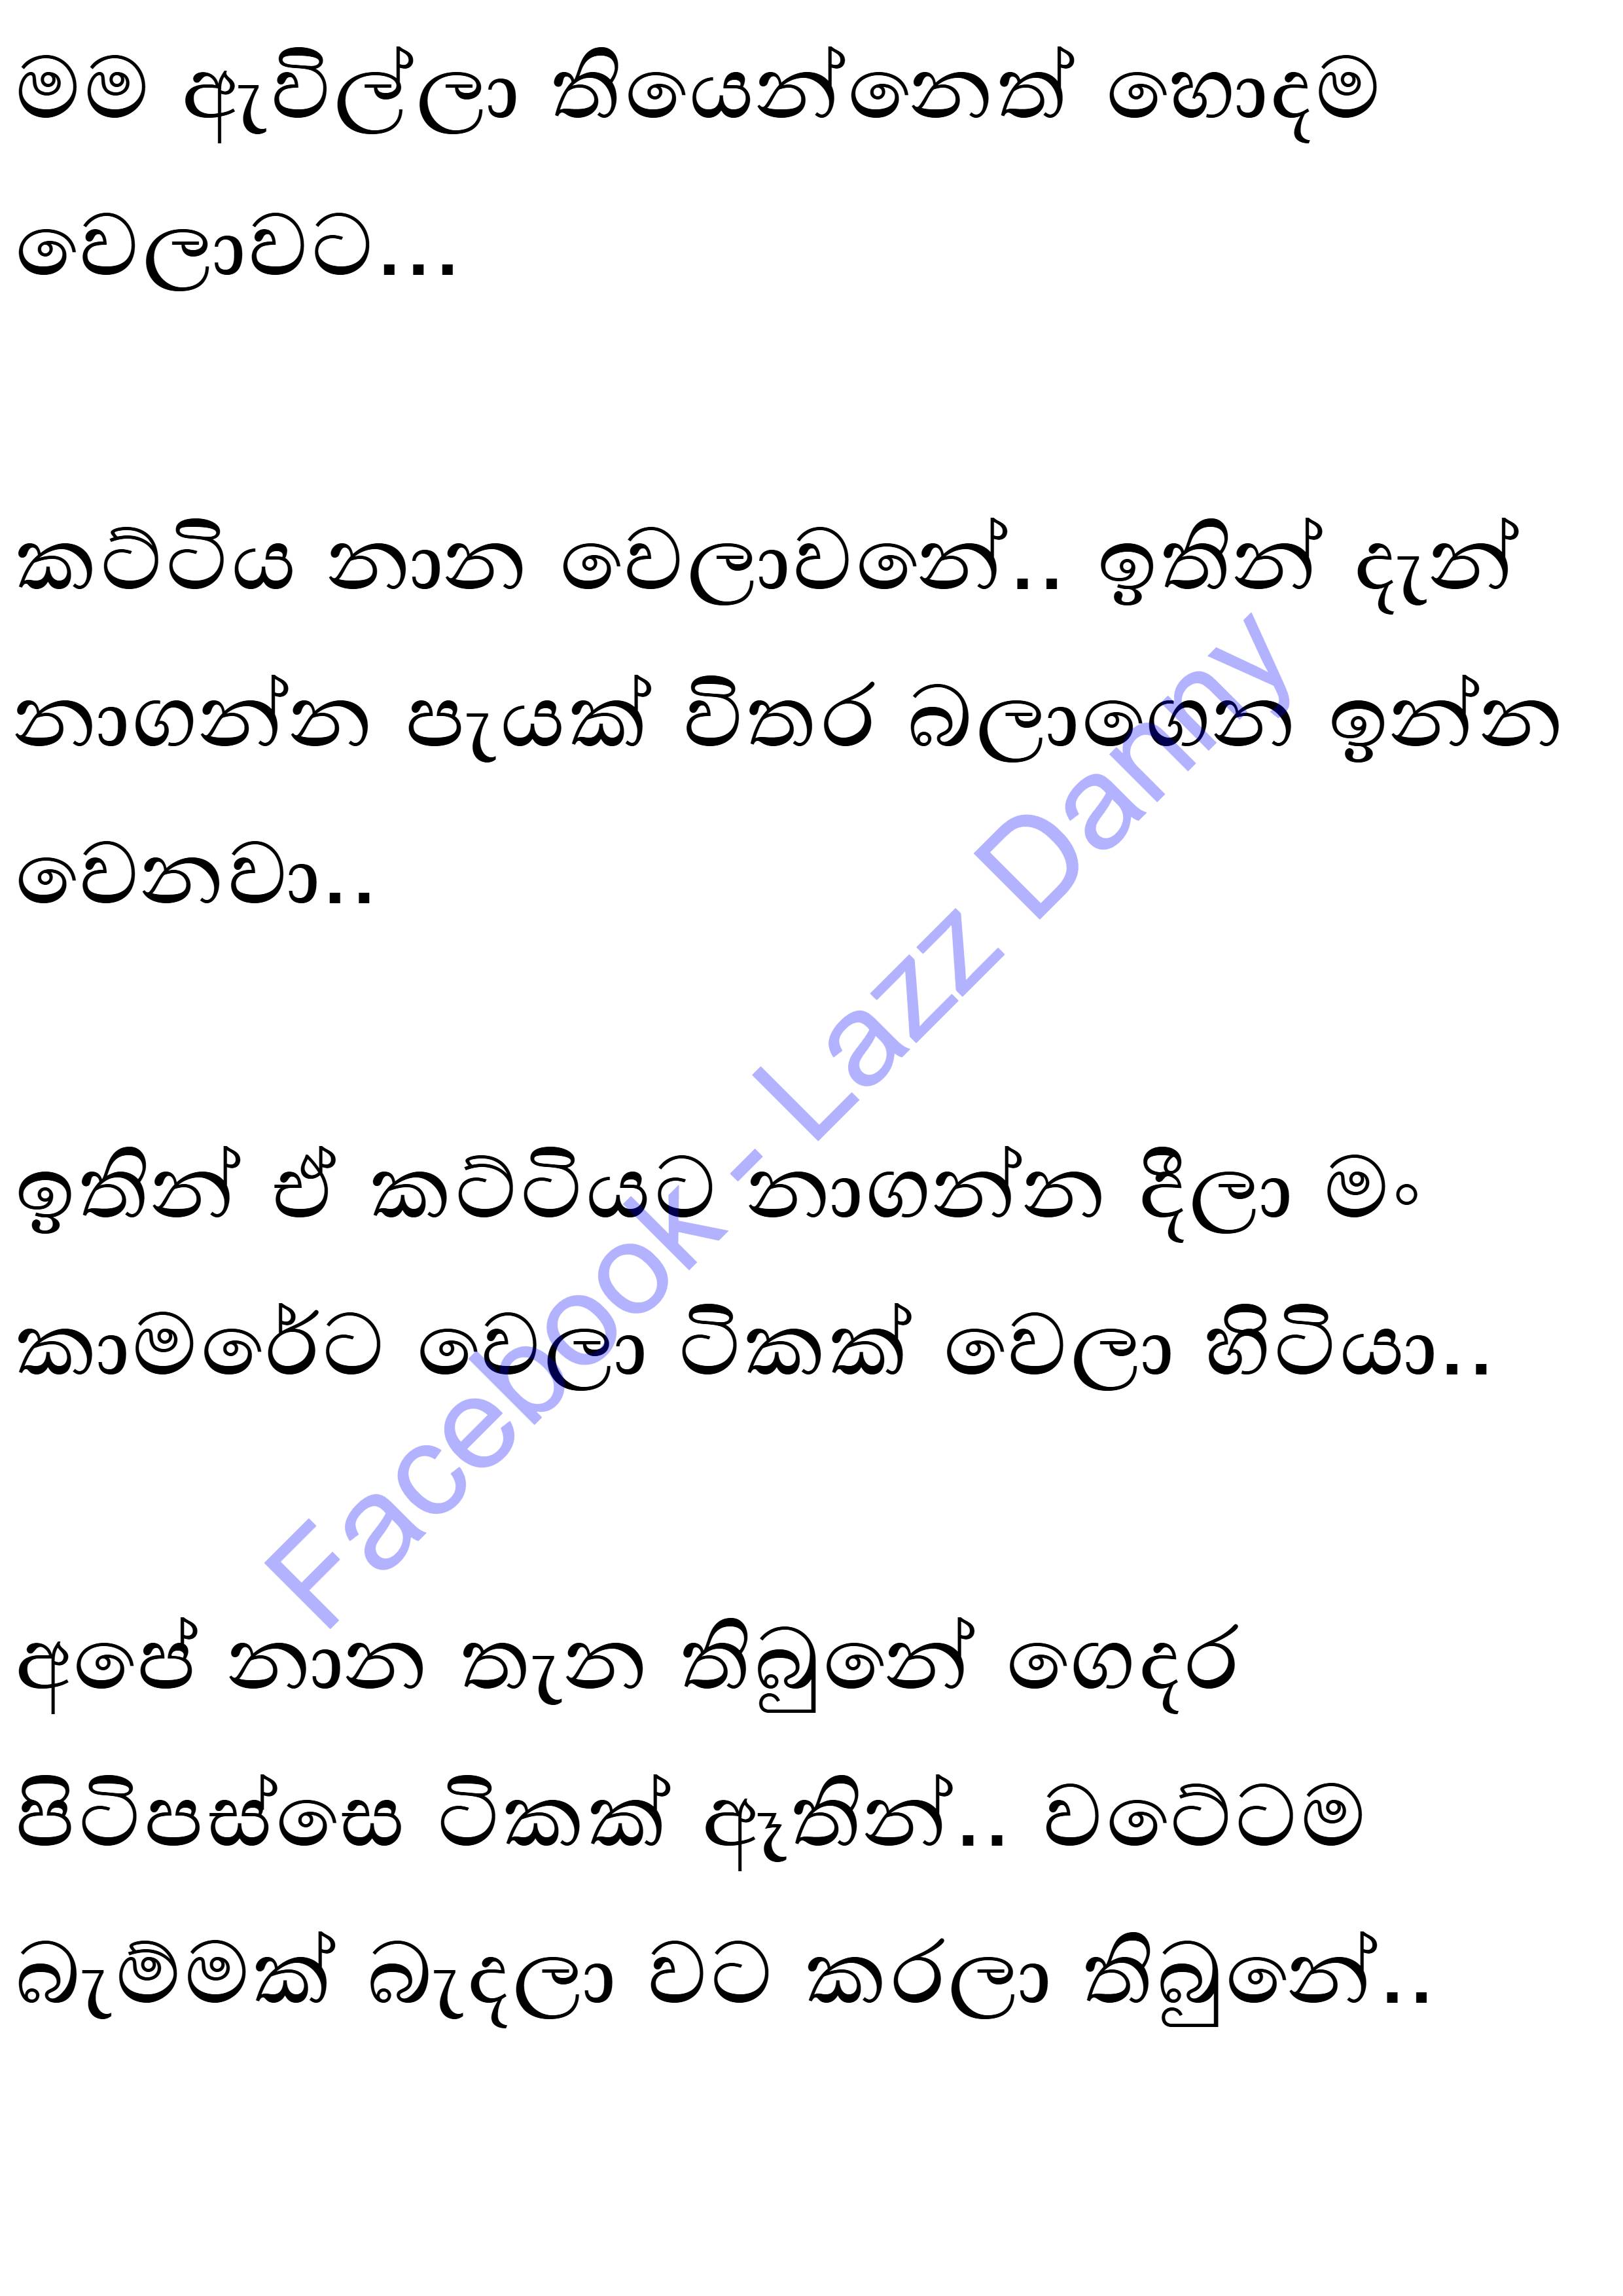 මම ඇවිල්ලා තියෙන්නෙත් හොදම
වෙලාවට...
කට්ටිය නාන වෙලාවනේ.. ඉතින් දැන්
නාගන්න පැයක් විතර බලාගෙන ඉන්න
වෙනවා..
ඉතින් ඒ කට්ටියට නාගන්න දීලා මං
කාමරේට වෙලා ටිකක් වෙලා හිටියා..
අපේ නාන තැන තිබුනේ ගෙදර
පිටිපස්සෙ ටිකක් ඈතින්.. වටේටම
බැම්මක් බැදලා වට කරලා තිබුනේ..
Facebook - Lazz Danny